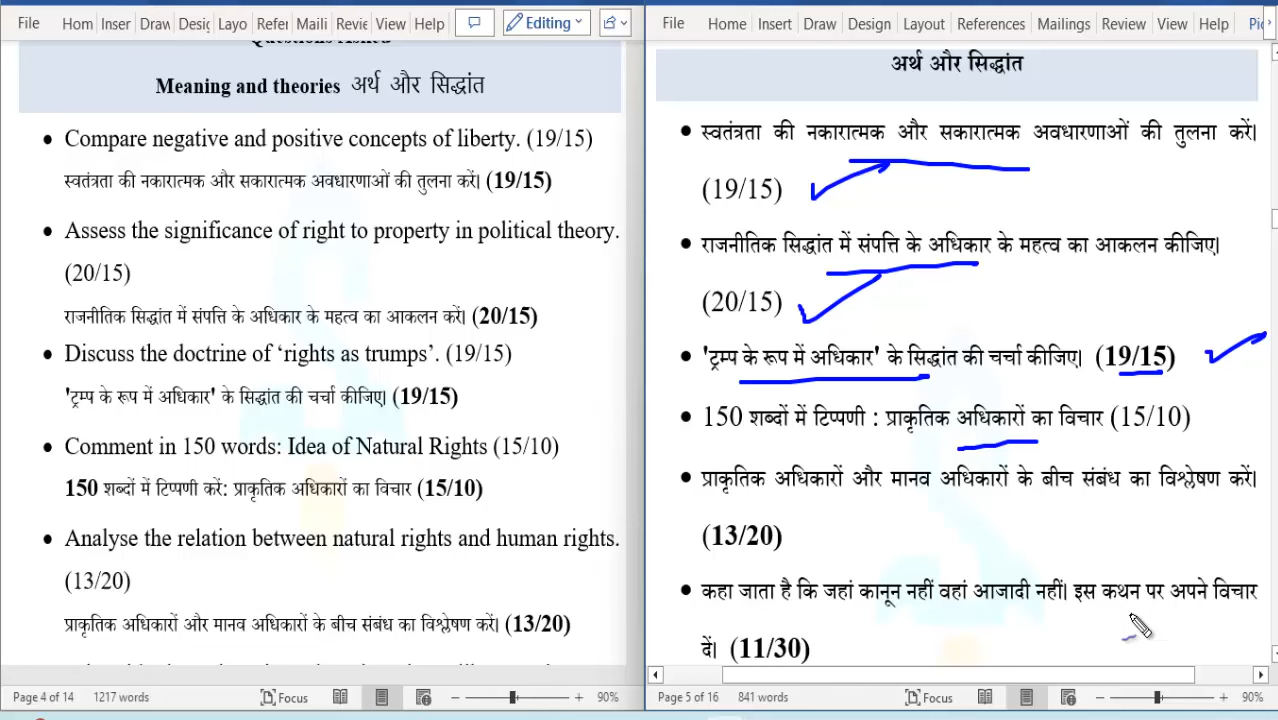 File Hom Inser Draw Desig Layo Refer Maili Revie View Help Editing
Questions Asked
Meaning and theories अर्थ और सिद्धांत
• Compare negative and positive concepts of liberty. (19/15)
स्वतंत्रता की नकारात्मक और सकारात्मक अवधारणाओं की तुलना करें। (19/15)
• Assess the significance of right to property in political theory.
(20/15)
राजनीतिक सिद्धांत में संपत्ति के अधिकार के महत्व का आकलन करें। (20/15)
• Discuss the doctrine of ‘rights as trumps’. (19/15)
'ट्रम्प के रूप में अधिकार' के सिद्धांत की चर्चा कीजिए। (19/15)
• Comment in 150 words: Idea of Natural Rights (15/10)
150 शब्दों में टिप्पणी करें: प्राकृतिक अधिकारों का विचार (15/10)
• Analyse the relation between natural rights and human rights.
(13/20)
प्राकृतिक अधिकारों और मानव अधिकारों के बीच संबंध का विश्लेषण करें। (13/20)
Page 4 of 14 1217 words Focus 90%
File Home Insert Draw Design Layout References Mailings Review View Help Pic
अर्थ और सिद्धांत
• स्वतंत्रता की नकारात्मक और सकारात्मक अवधारणाओं की तुलना करें।
(19/15)
• राजनीतिक सिद्धांत में संपत्ति के अधिकार के महत्व का आकलन कीजिए।
(20/15)
• 'ट्रम्प के रूप में अधिकार' के सिद्धांत की चर्चा कीजिए। (19/15)
• 150 शब्दों में टिप्पणी : प्राकृतिक अधिकारों का विचार (15/10)
• प्राकृतिक अधिकारों और मानव अधिकारों के बीच संबंध का विश्लेषण करें।
(13/20)
• कहा जाता है कि जहां कानून नहीं वहां आजादी नहीं। इस कथन पर अपने विचार
दें। (11/30)
Page 5 of 16 841 words Focus 90%